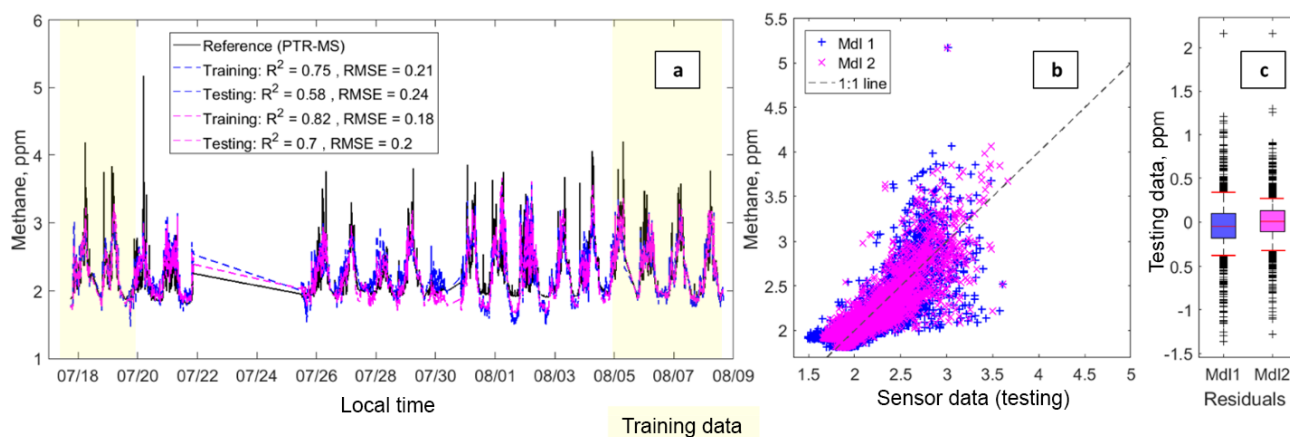 6
5
4
3
2
1
Methane, ppm
Reference (PTR-MS)
Training: R² = 0.75 , RMSE = 0.21
Testing: R² = 0.58 , RMSE = 0.24
Training: R² = 0.82 , RMSE = 0.18
Testing: R² = 0.7 , RMSE = 0.2
a
07/18 07/20 07/22 07/24 07/26 07/28 07/30 08/01 08/03 08/05 08/07 08/09
Local time
Training data
5.5
5
4.5
4
3.5
3
2.5
2
Methane, ppm
Mdl 1
Mdl 2
1:1 line
b
2 2.5 3 3.5 4 4.5 5
Sensor data (testing)
2
1.5
1
0.5
0
0.5
-1
-1.5
Testing data, ppm
c
Mdl1 Mdl2
Residuals